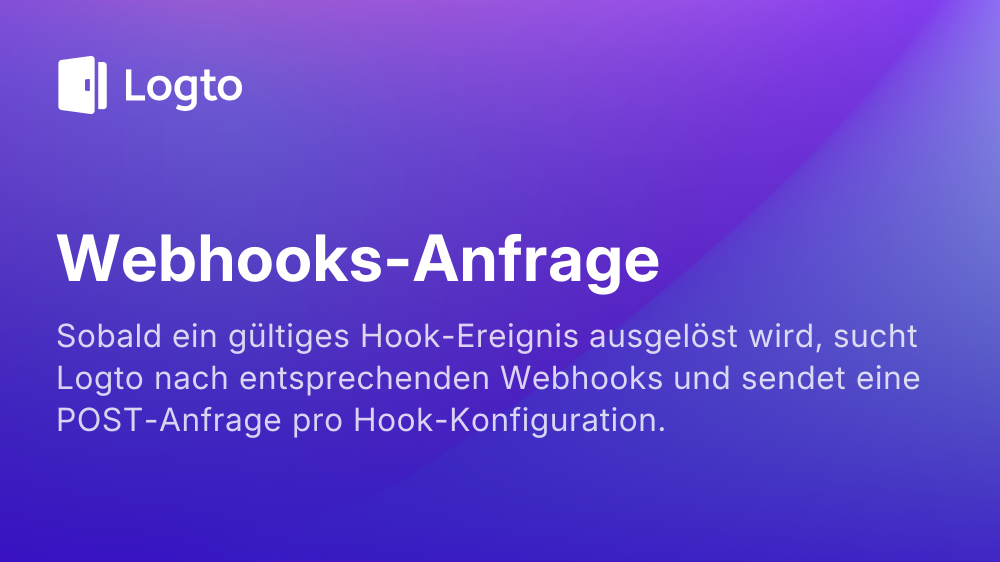 Logto
Webhooks-Anfrage
Sobald ein gültiges Hook-Ereignis ausgelöst wird, sucht
Logto nach entsprechenden Webhooks und sendet eine
POST-Anfrage pro Hook-Konfiguration.